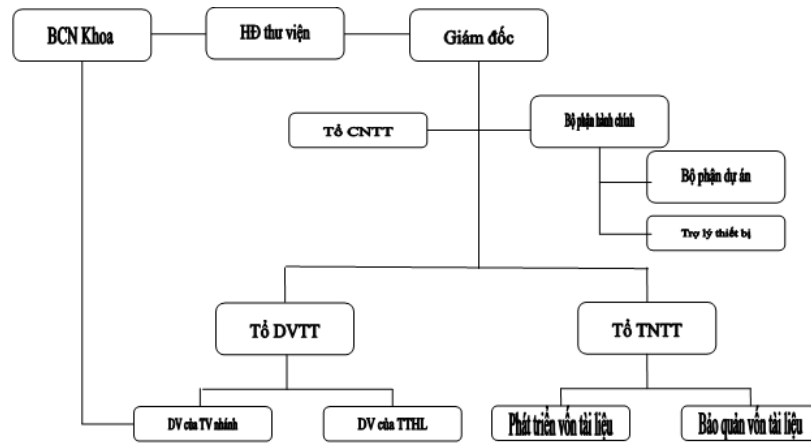 BCN Khoa
HĐ thư viện
Giám đốc
Tổ CNTT
Bộ phận hành chính
Bộ phận dự án
Trợ lý thiết bị
Tổ DVTT
Tổ TNTT
DV của TV nhánh
DV của TTHL
Phát triển vốn tài liệu
Bảo quản vốn tài liệu